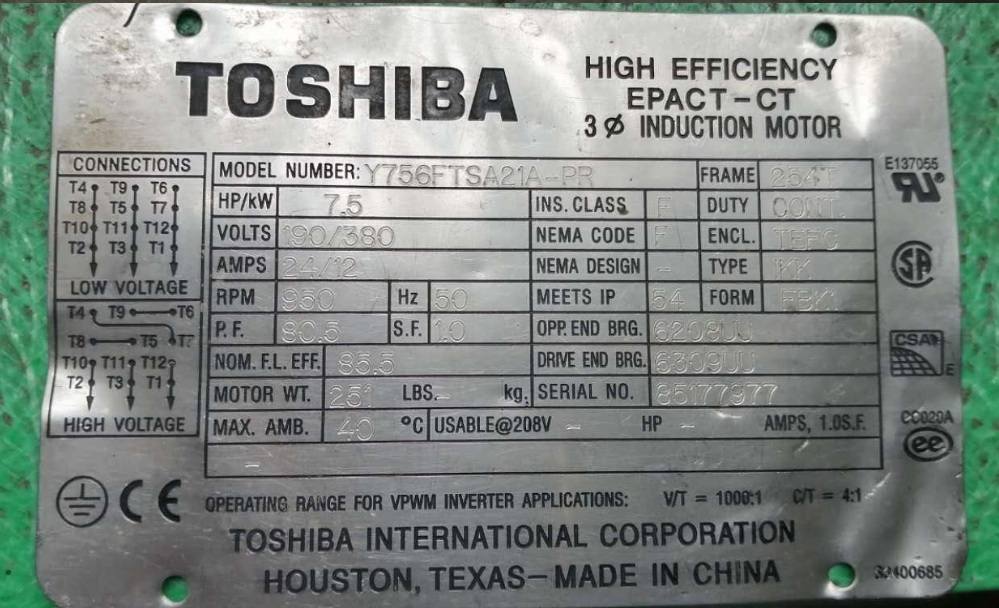 TOSHIBA
HIGH EFFICIENCY
EPACT-CT
3Ø INDUCTION MOTOR
CONNECTIONS
T4 T9 T6
T8 T5 T7
T10 T11 T12
T2 T3 T1
LOW VOLTAGE
T4 T9 T6
T8 T5 T7
T10 T11 T12
T2 T3 T1
HIGH VOLTAGE
MODEL NUMBER: Y756FTSA21A-PR FRAME 254T
HP/kW 7.5 INS. CLASS F DUTY CONT.
VOLTS 190/380 NEMA CODE F ENCL. TEFC
AMPS 24/12 NEMA DESIGN - TYPE IKK
RPM 950 Hz 50 MEETS IP 54 FORM FBK1
P.F. 80.5 S.F. 1.0 OPP. END BRG. 6209UU
NOM. F.L. EFF. 85.5 DRIVE END BRG. 6309UU
MOTOR WT. 251 LBS. - kg. SERIAL NO. 85177977
MAX. AMB. 40 °C USABLE@208V - HP - AMPS, 1.0S.F.
-
E137055
RU®
SA
CSA
E
CC020A
ee
CE
OPERATING RANGE FOR VPWM INVERTER APPLICATIONS: V/T = 1000:1 C/T = 4:1
TOSHIBA INTERNATIONAL CORPORATION
HOUSTON, TEXAS-MADE IN CHINA